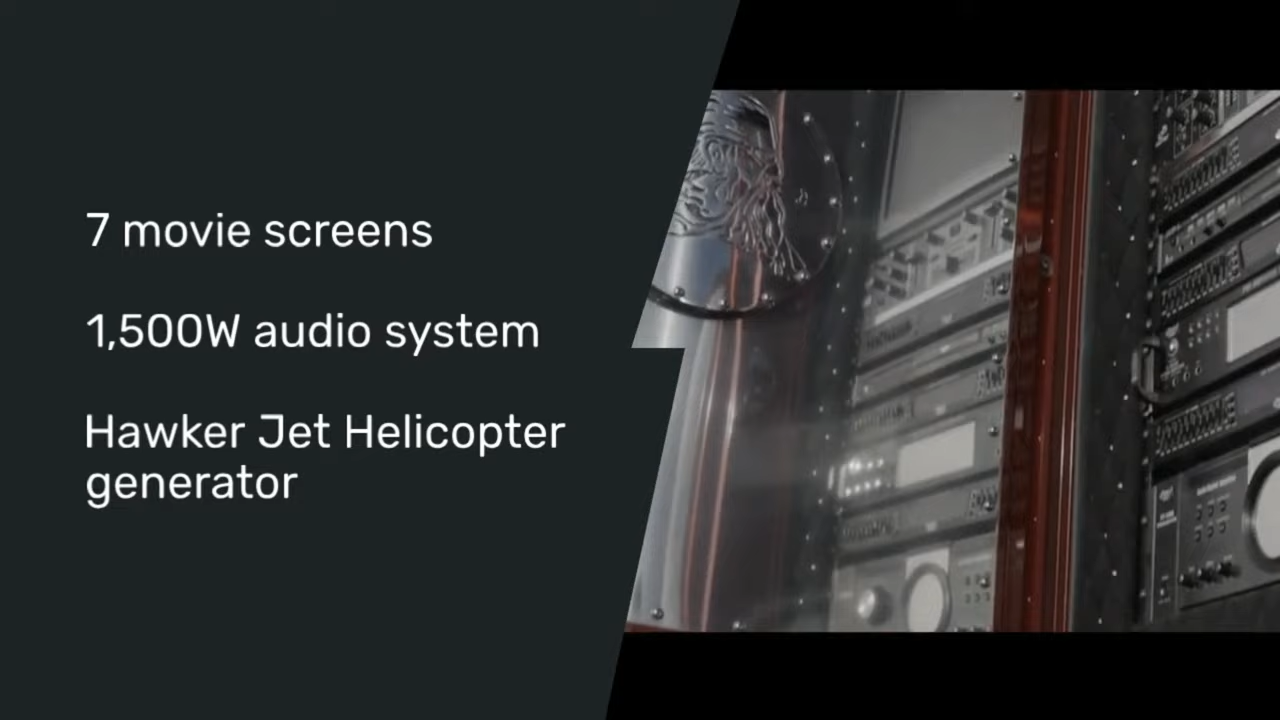 7 movie screens
1,500W audio system
Hawker Jet Helicopter
generator